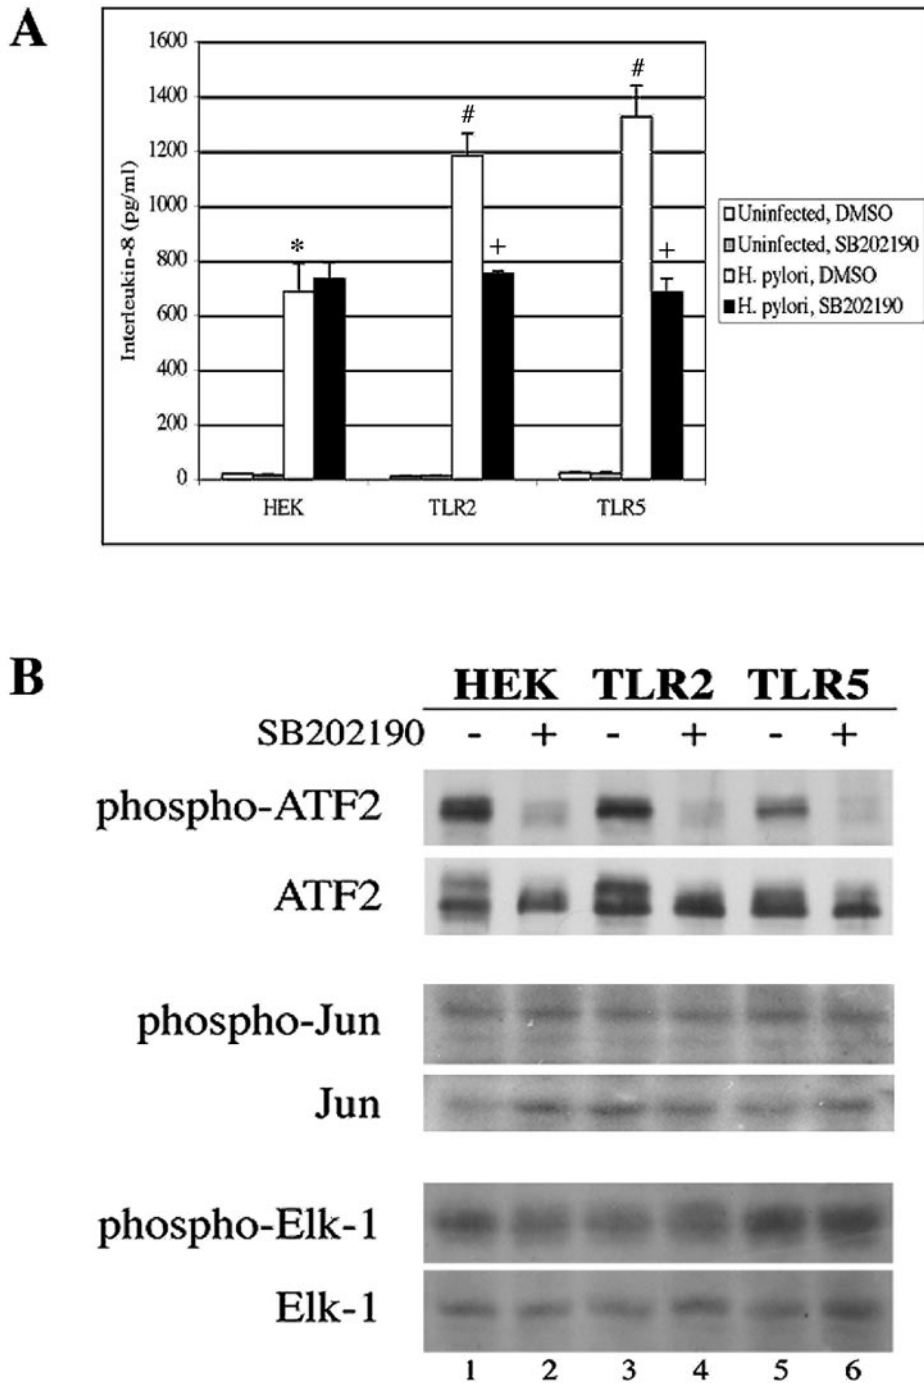 A
1600
1400
1200
1000
800
600
400
200
0
Interleukin-8 (pg/ml)
*
#
+
#
+
HEK TLR2 TLR5
Uninfected, DMSO
Uninfected, SB202190
H. pylori, DMSO
H. pylori, SB202190
B
HEK TLR2 TLR5
SB202190 - + - + - +
phospho-ATF2
ATF2
phospho-Jun
Jun
phospho-Elk-1
Elk-1
1 2 3 4 5 6